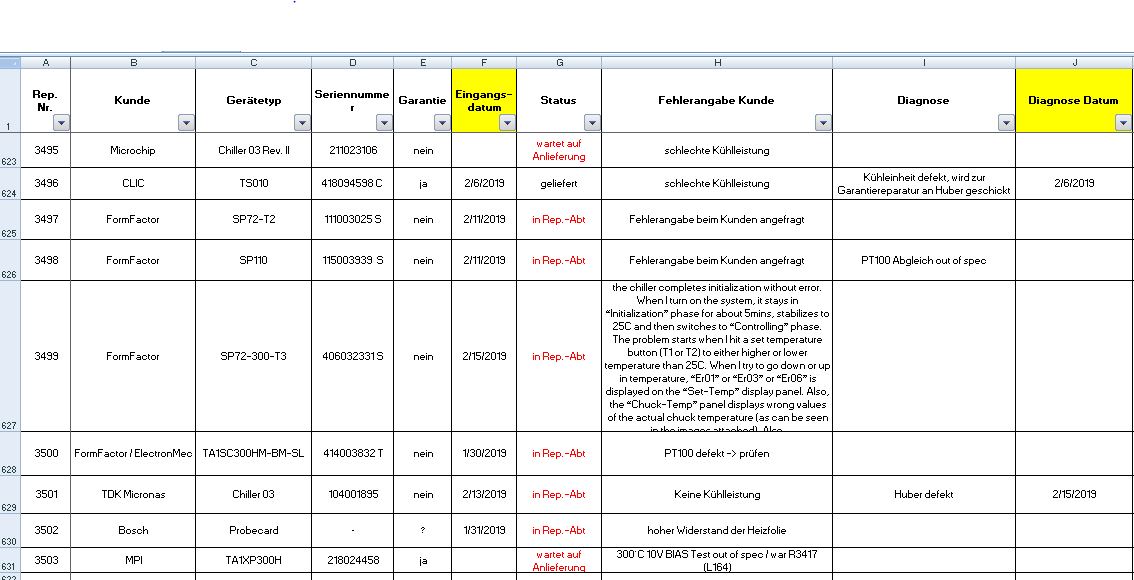 A B C D E F G H I J
1 Rep. Nr. Kunde Gerätetyp Seriennummer Garantie Eingangs-datum Status Fehlerangabe Kunde Diagnose Diagnose Datum
623 3495 Microchip Chiller 03 Rev. II 211023106 nein wartet auf Anlieferung schlechte Kühlleistung
624 3496 CLIC TS010 418094598 C ja 2/6/2019 geliefert schlechte Kühlleistung Kühleinheit defekt, wird zur Garantiereparatur an Huber geschickt 2/6/2019
625 3497 FormFactor SP72-T2 111003025 S nein 2/11/2019 in Rep.-Abt Fehlerangabe beim Kunden angefragt
626 3498 FormFactor SP110 115003939 S nein 2/11/2019 in Rep.-Abt Fehlerangabe beim Kunden angefragt PT100 Abgleich out of spec
627 3499 FormFactor SP72-300-T3 406032331 S nein 2/15/2019 in Rep.-Abt
the chiller completes initialization without error.
When I turn on the system, it stays in
"Initialization" phase for about 5mins, stabilizes to
25C and then switches to "Controlling" phase.
The problem starts when I hit a set temperature
button (T1 or T2) to either higher or lower
temperature than 25C. When I try to go down or up
in temperature, "Er01" or "Er03" or "Er06" is
displayed on the "Set-Temp" display panel. Also,
the "Chuck-Temp" panel displays wrong values
of the actual chuck temperature (as can be seen
in the images attached). Also
628 3500 FormFactor / ElectronMec TA1SC300HM-BM-SL 414003832 T nein 1/30/2019 in Rep.-Abt PT100 defekt -> prüfen
629 3501 TDK Micronas Chiller 03 104001895 nein 2/13/2019 in Rep.-Abt Keine Kühlleistung Huber defekt 2/15/2019
630 3502 Bosch Probecard - ? 1/31/2019 in Rep.-Abt hoher Widerstand der Heizfolie
631 3503 MPI TA1XP300H 218024458 ja wartet auf Anlieferung 300°C 10V BIAS Test out of spec / war R3417 (L164)